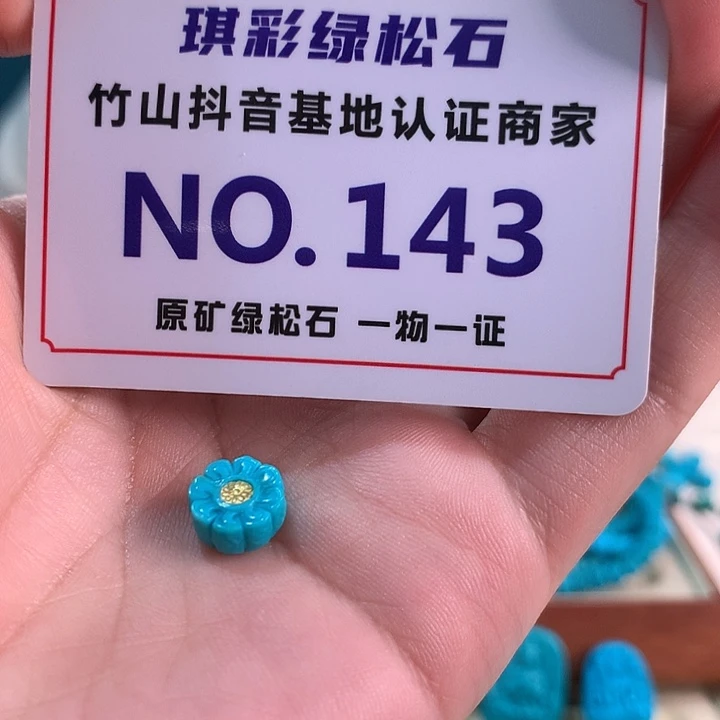 琪彩绿松石
竹山抖音基地认证商家
NO.143
原矿绿松石 一物一证